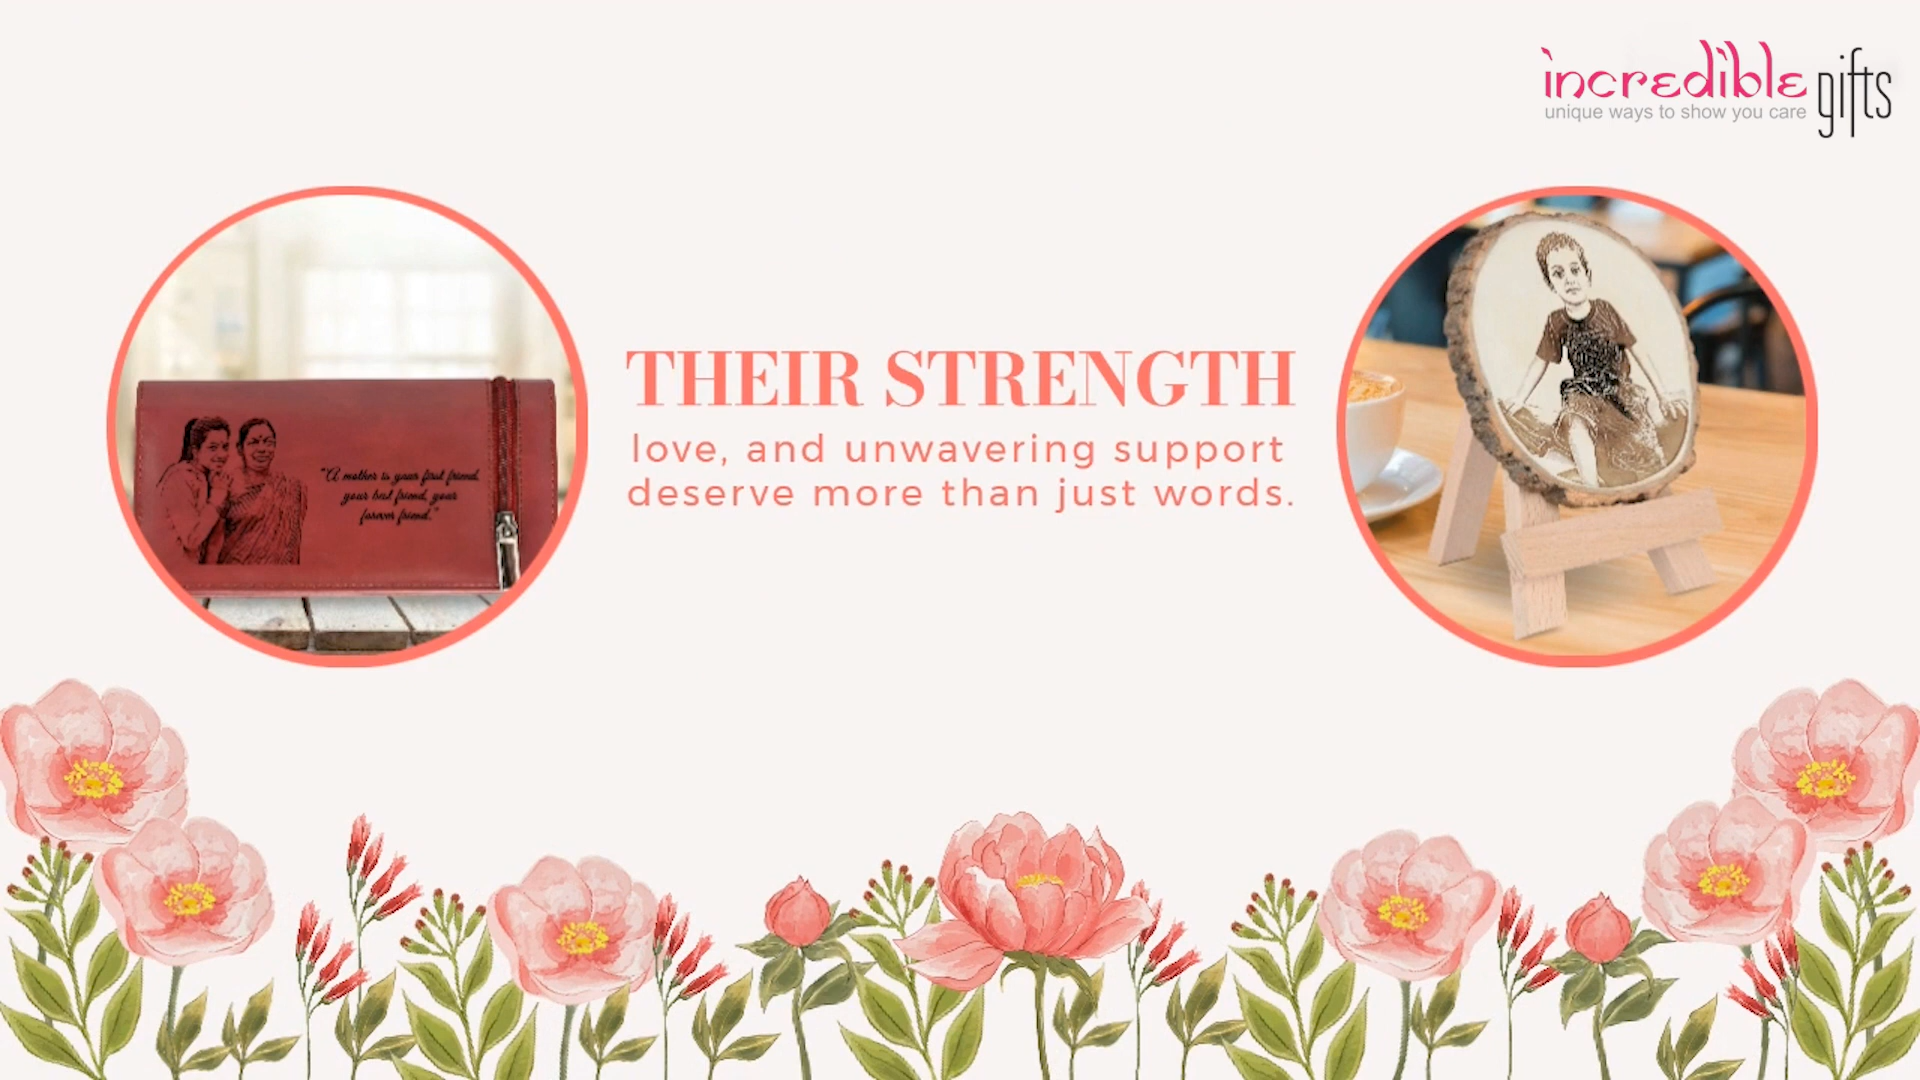 incredible gifts
unique ways to show you care
THEIR STRENGTH
love, and unwavering support
deserve more than just words.
"A mother is your first friend,
your best friend, your
forever friend."